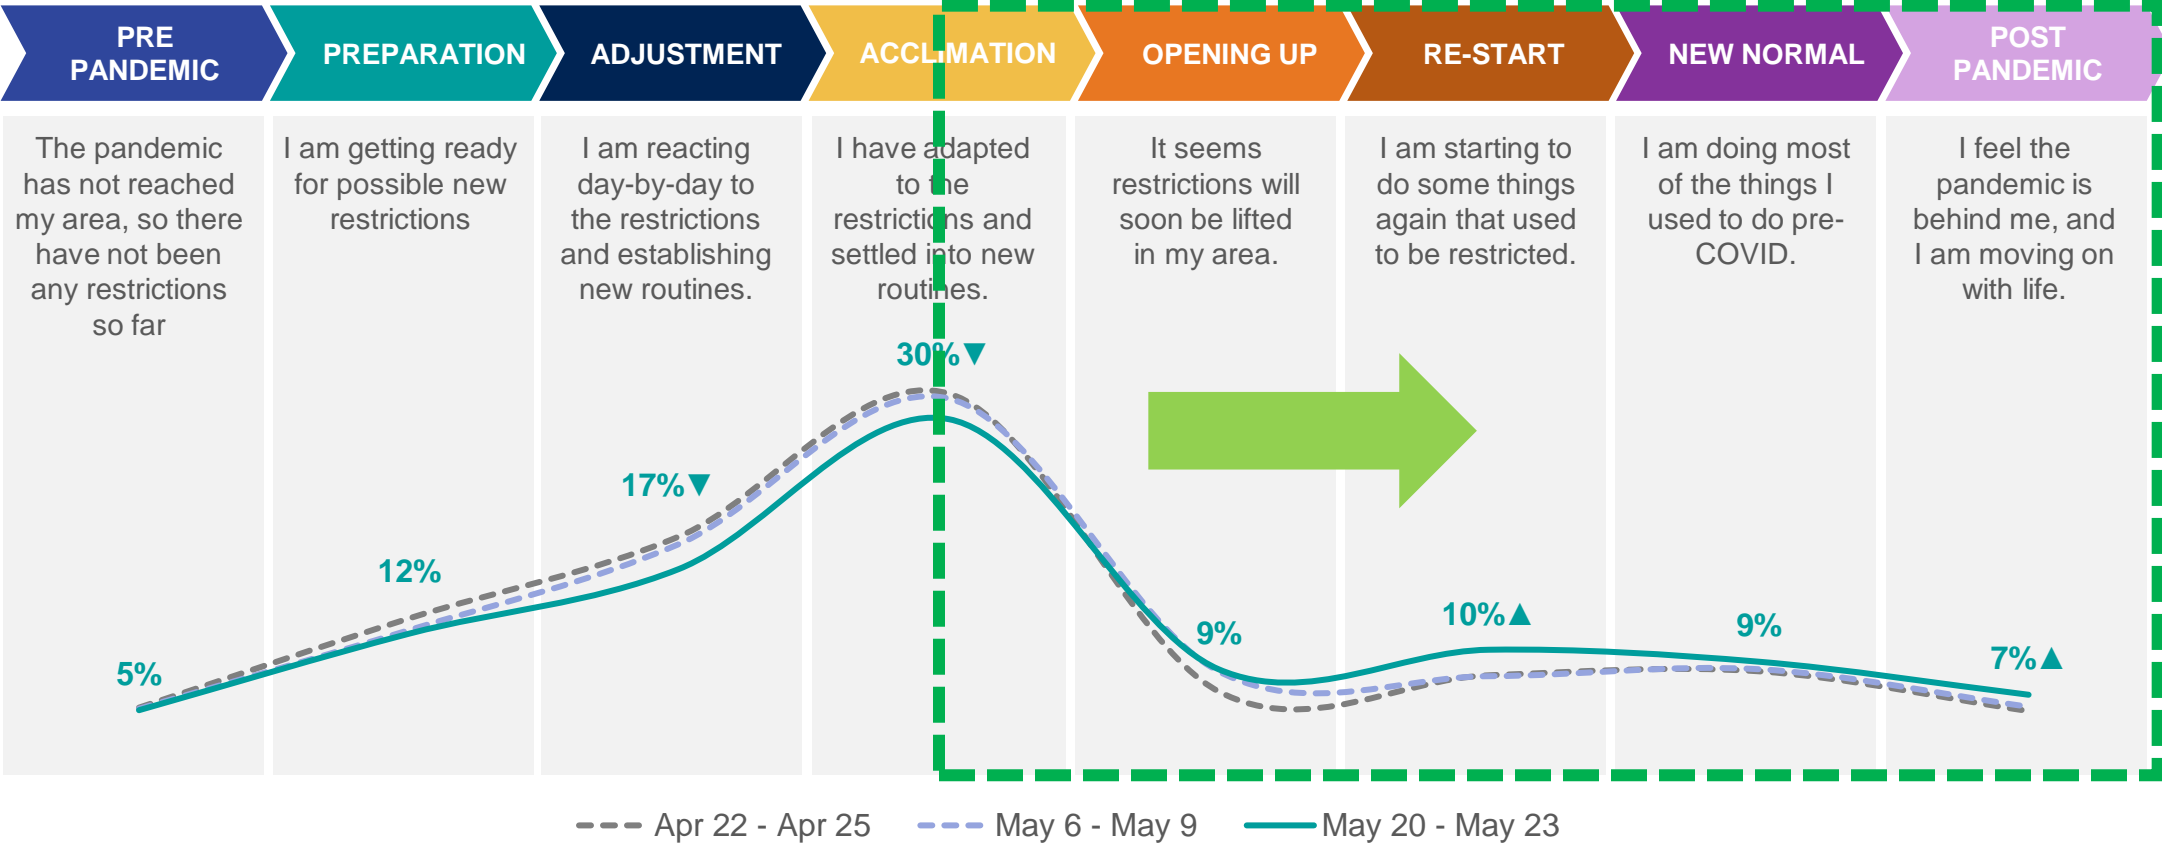 PRE
PANDEMIC
PREPARATION
ADJUSTMENT
ACCLIMATION
OPENING UP
RE-START
NEW NORMAL
POST
PANDEMIC
The pandemic
has not reached
my area, so there
have not been
any restrictions
so far
I am getting ready
for possible new
restrictions
I am reacting
day-by-day to
the restrictions
and establishing
new routines.
I have adapted
to the
restrictions and
settled into new
routines.
It seems
restrictions will
soon be lifted
in my area.
I am starting to
do some things
again that used
to be restricted.
I am doing most
of the things I
used to do pre-
COVID.
I feel the
pandemic is
behind me, and
I am moving on
with life.
5%
12%
17%▼
30%▼
9%
10%▲
9%
7%▲
Apr 22 - Apr 25
May 6 - May 9
May 20 - May 23